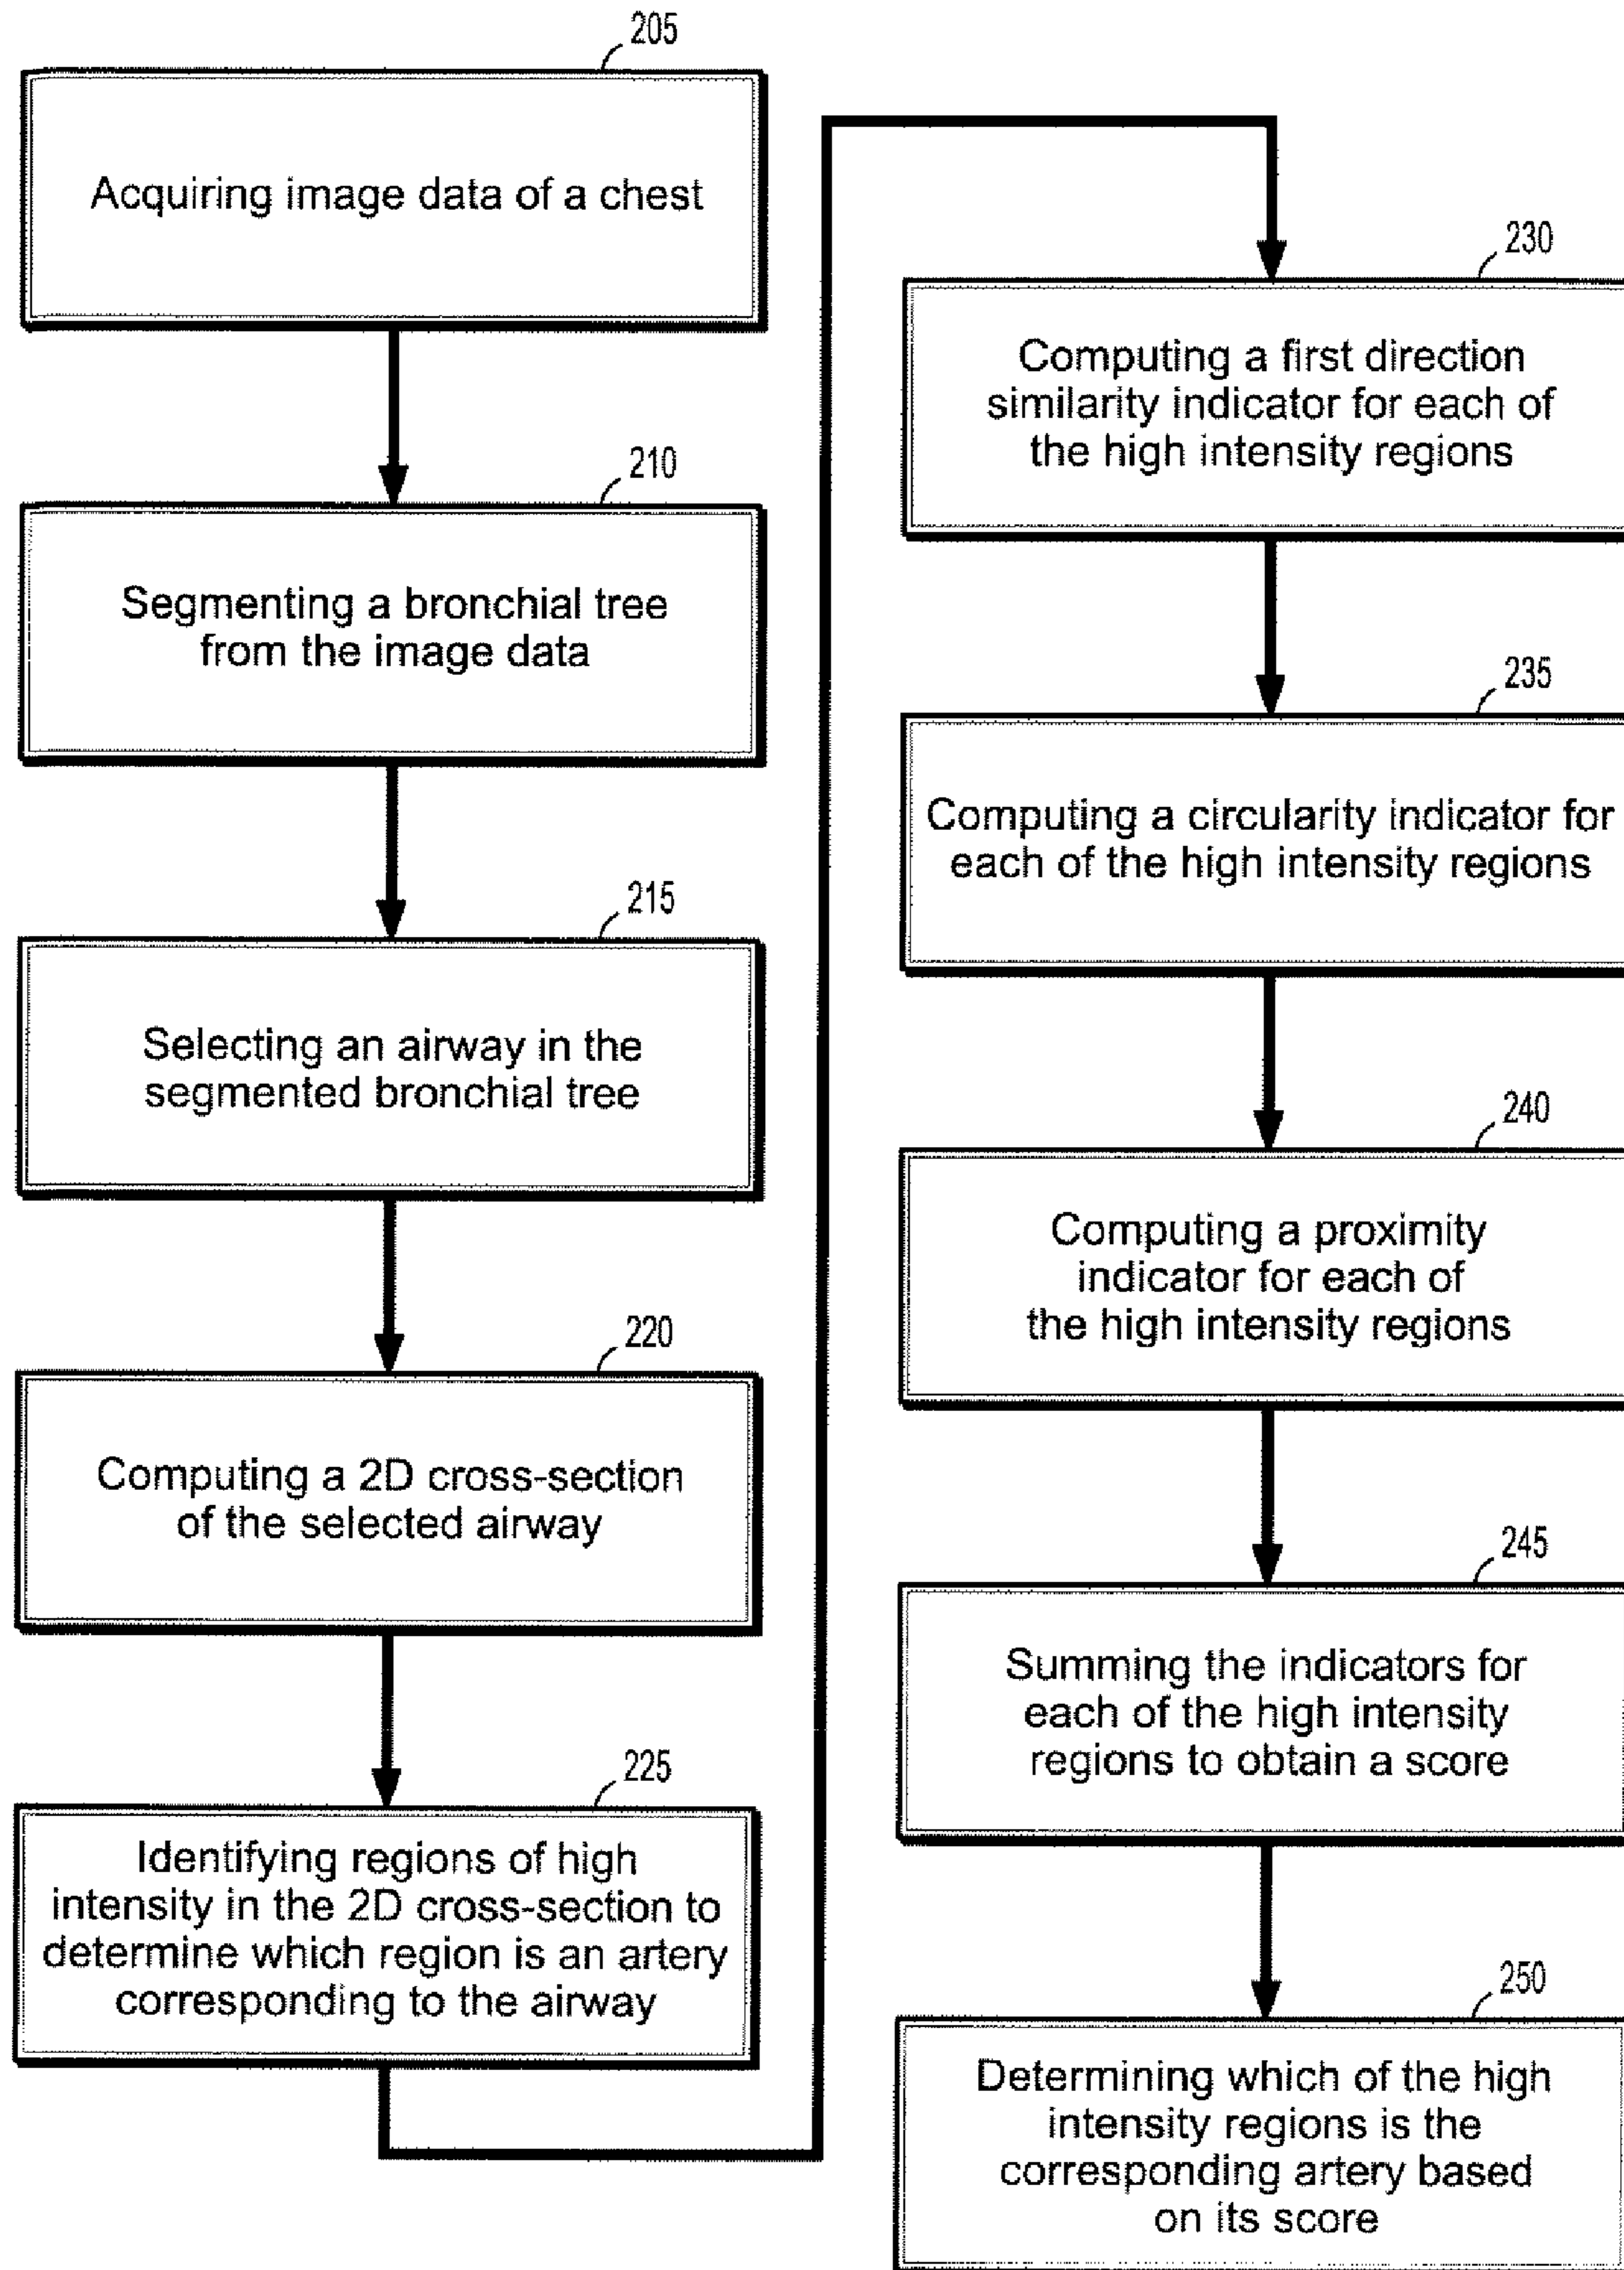 205
Acquiring image data of a chest
210
Segmenting a bronchial tree
from the image data
215
Selecting an airway in the
segmented bronchial tree
220
Computing a 2D cross-section
of the selected airway
225
Identifying regions of high
intensity in the 2D cross-section to
determine which region is an artery
corresponding to the airway
230
Computing a first direction
similarity indicator for each of
the high intensity regions
235
Computing a circularity indicator for
each of the high intensity regions
240
Computing a proximity
indicator for each of
the high intensity regions
245
Summing the indicators for
each of the high intensity
regions to obtain a score
250
Determining which of the high
intensity regions is the
corresponding artery based
on its score